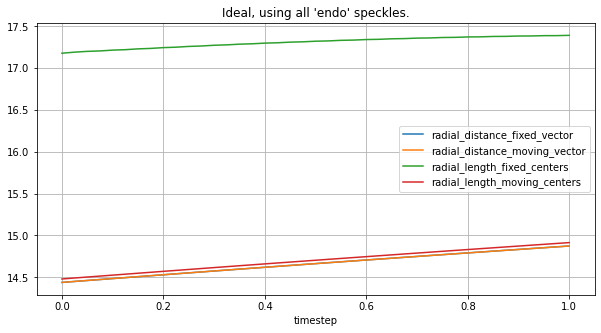 Ideal, using all 'endo' speckles.
17.5
17.0
16.5
16.0
15.5
15.0
14.5
radial_distance_fixed_vector
radial_distance_moving_vector
radial_length_fixed_centers
radial_length_moving_centers
0.0 0.2 0.4 0.6 0.8 1.0
timestep